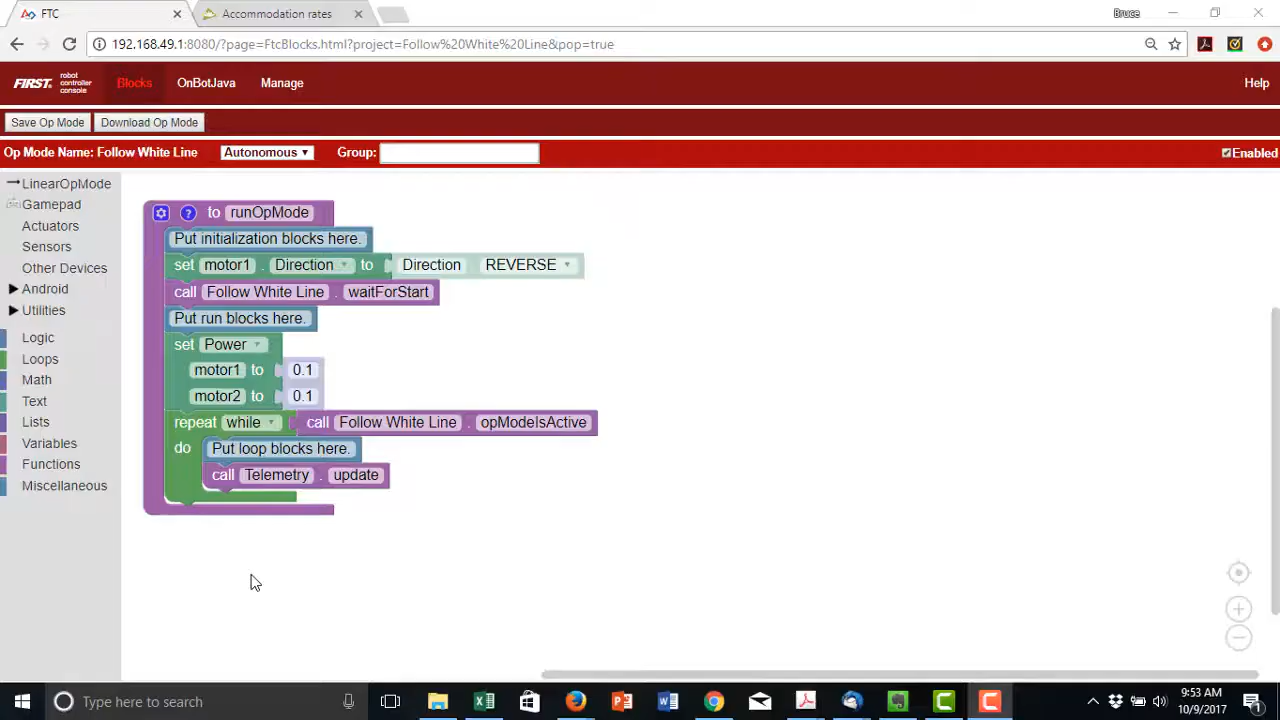 FTC
Accommodation rates
Bruce
192.168.49.1:8080/?page=FtcBlocks.html?project=Follow%20White%20Line&pop=true
FIRST. robot controller console Blocks OnBotJava Manage Help
Save Op Mode Download Op Mode
Op Mode Name: Follow White Line Autonomous Group: Enabled
LinearOpMode
Gamepad
Actuators
Sensors
Other Devices
Android
Utilities
Logic
Loops
Math
Text
Lists
Variables
Functions
Miscellaneous
to runOpMode
Put initialization blocks here.
set motor1 . Direction to Direction REVERSE
call Follow White Line . waitForStart
Put run blocks here.
set Power
motor1 to 0.1
motor2 to 0.1
repeat while call Follow White Line . opModeIsActive
do Put loop blocks here.
call Telemetry . update
Type here to search
9:53 AM
10/9/2017